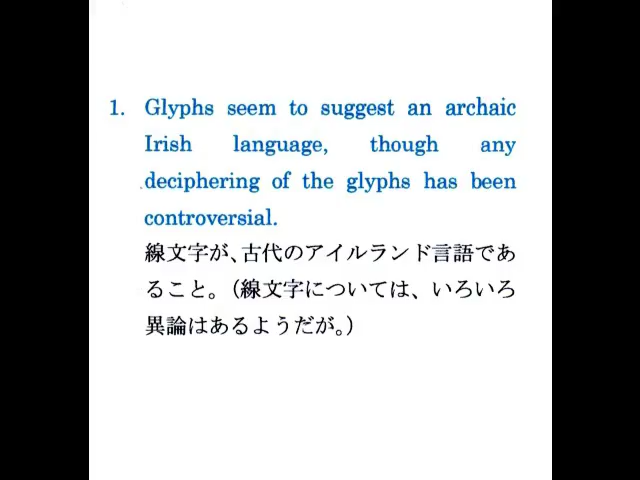 1. Glyphs seem to suggest an archaic
Irish language, though any
deciphering of the glyphs has been
controversial.
線文字が、古代のアイルランド言語であ
ること。（線文字については、いろいろ
異論はあるようだが。）